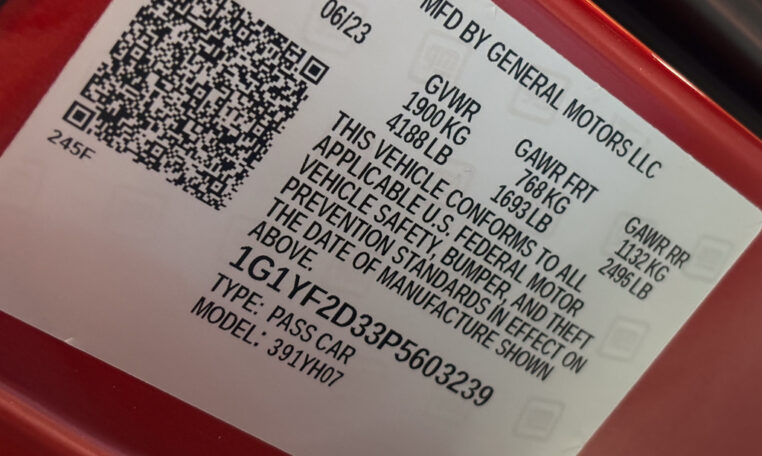 MFD BY GENERAL MOTORS LLC
06/23
GVWR
1900 KG
4188 LB
GAWR FRT
768 KG
1693 LB
GAWR RR
1132 KG
2496 LB
THIS VEHICLE CONFORMS TO ALL
APPLICABLE U.S. FEDERAL MOTOR
VEHICLE SAFETY, BUMPER, AND THEFT
PREVENTION STANDARDS IN EFFECT ON
THE DATE OF MANUFACTURE SHOWN
ABOVE.
1G1YF2D33P5603239
TYPE: PASS CAR
MODEL: 391YH07
245F